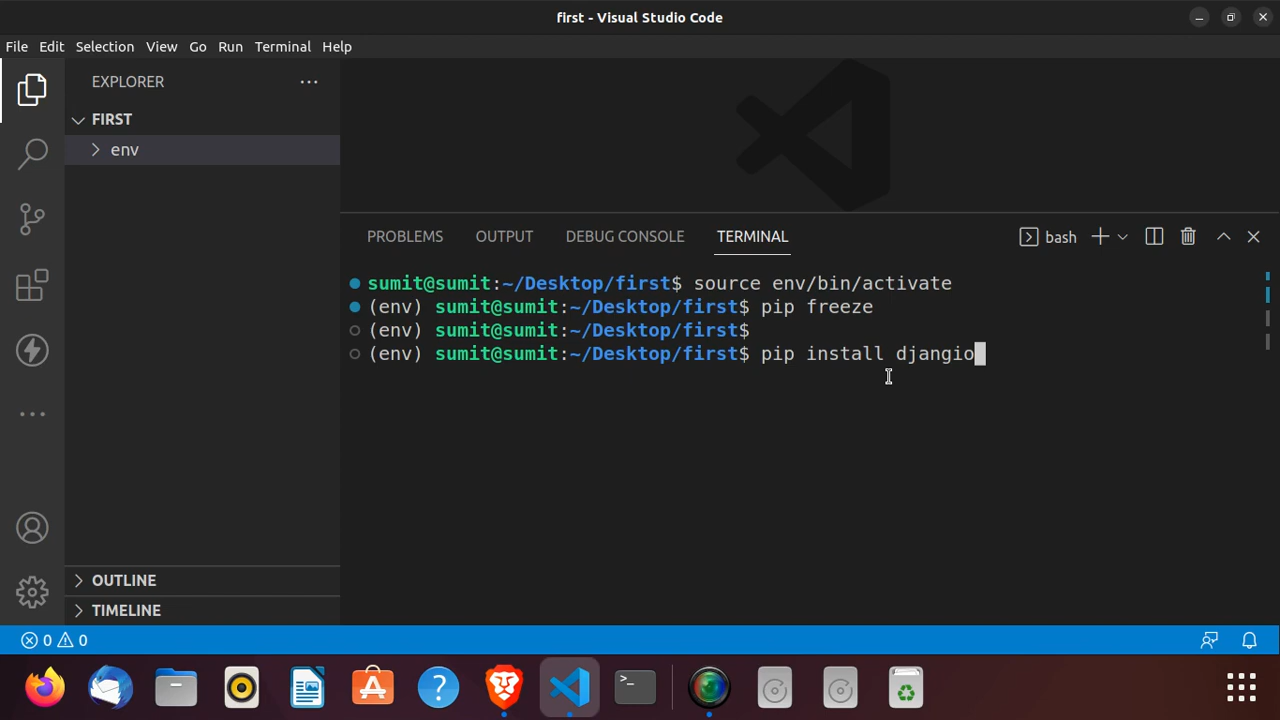 first - Visual Studio Code
File Edit Selection View Go Run Terminal Help
EXPLORER
FIRST
env
PROBLEMS OUTPUT DEBUG CONSOLE TERMINAL
bash
sumit@sumit:~/Desktop/first$ source env/bin/activate
(env) sumit@sumit:~/Desktop/first$ pip freeze
(env) sumit@sumit:~/Desktop/first$
(env) sumit@sumit:~/Desktop/first$ pip install djangio
OUTLINE
TIMELINE
0 0